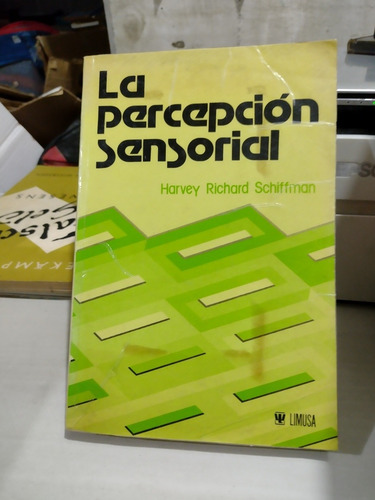 La
percepción
sensorial
Harvey Richard Schiffman
LIMUSA